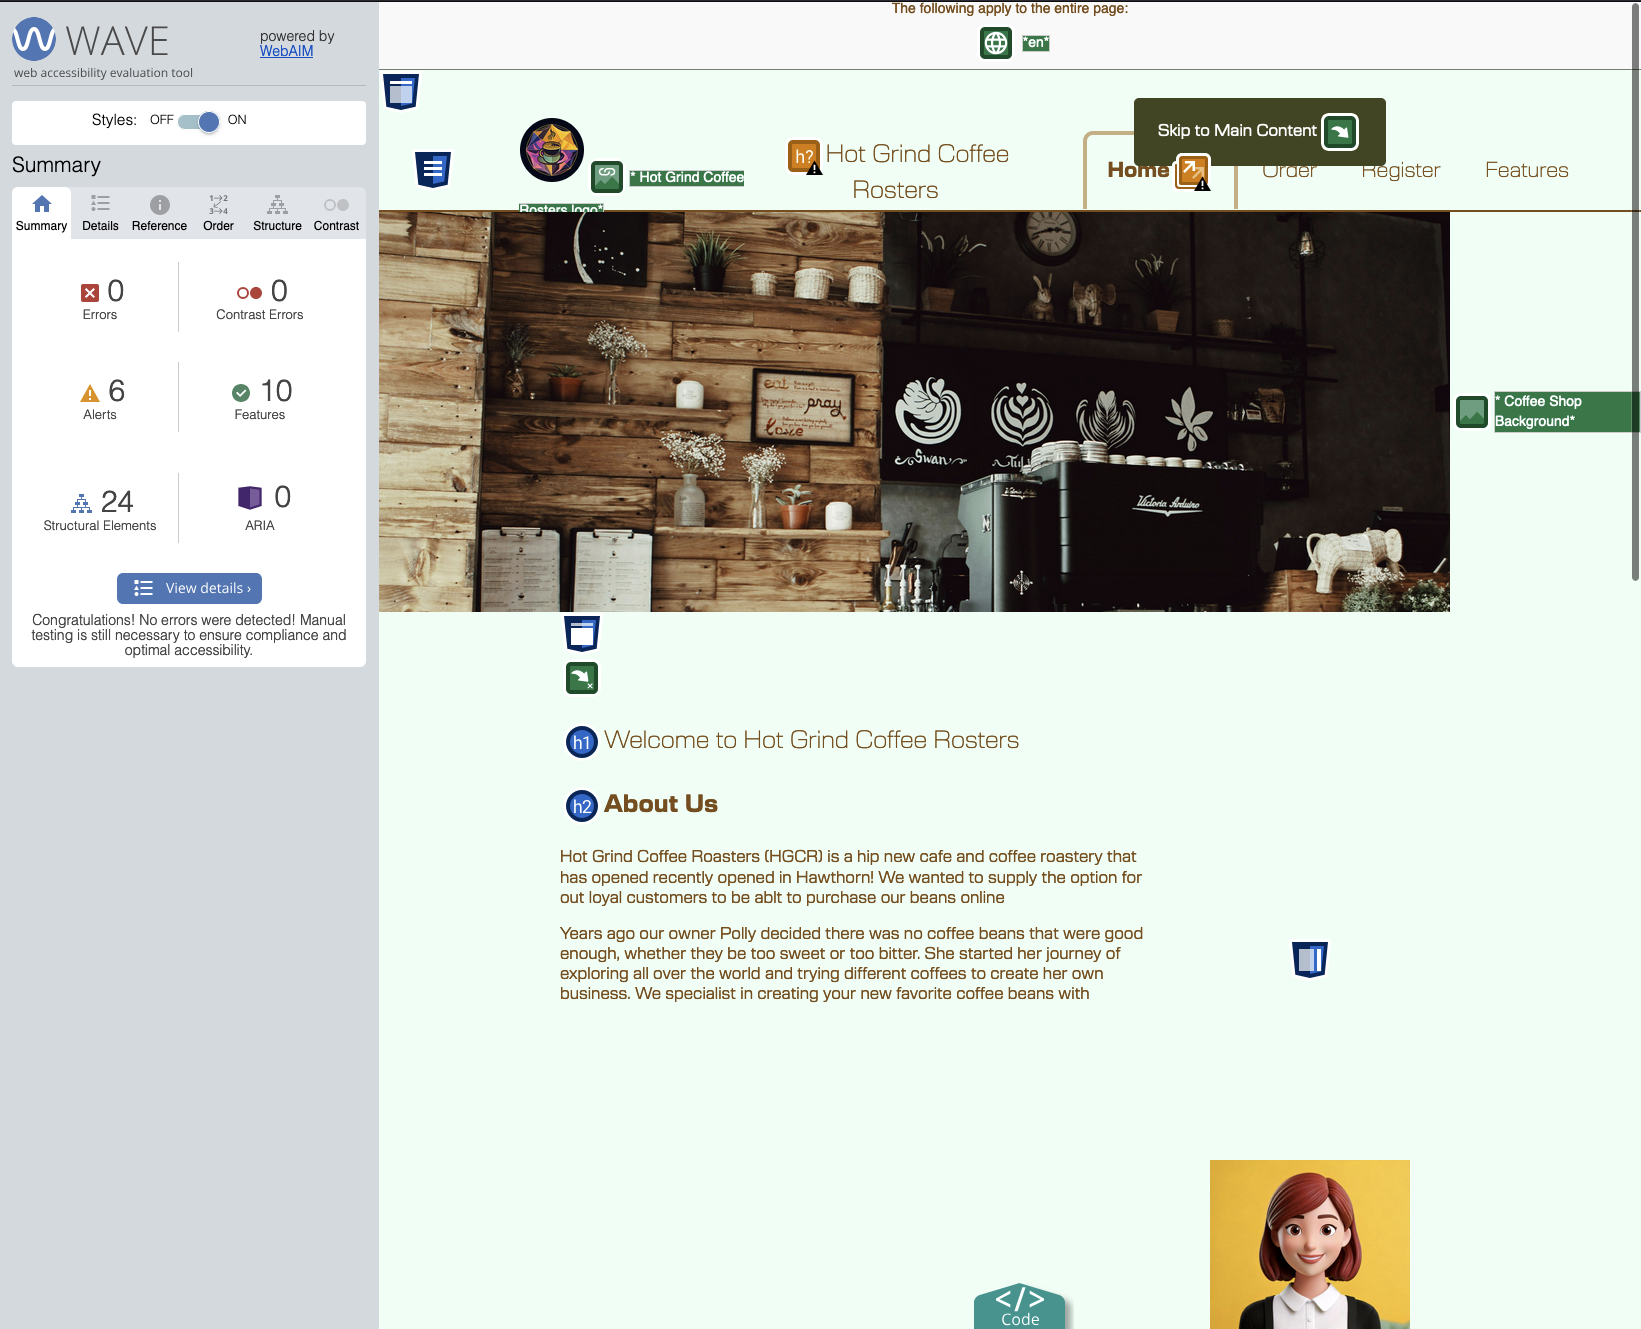 WAVE
powered by
WebAIM
web accessibility evaluation tool
Styles: OFF ON
Summary
Summary Details Reference Order Structure Contrast
0
Errors
0
Contrast Errors
6
Alerts
10
Features
24
Structural Elements
0
ARIA
View details ›
Congratulations! No errors were detected! Manual
testing is still necessary to ensure compliance and
optimal accessibility.
The following apply to the entire page:
*en*
* Hot Grind Coffee
Rosters logo*
h? Hot Grind Coffee
Rosters
Skip to Main Content
Home Order Register Features
eat
pray
love
Swan
Victoria Arduino
* Coffee Shop
Background*
h1 Welcome to Hot Grind Coffee Rosters
h2 About Us
Hot Grind Coffee Roasters (HGCR) is a hip new cafe and coffee roastery that
has opened recently opened in Hawthorn! We wanted to supply the option for
out loyal customers to be ablt to purchase our beans online
Years ago our owner Polly decided there was no coffee beans that were good
enough, whether they be too sweet or too bitter. She started her journey of
exploring all over the world and trying different coffees to create her own
business. We specialist in creating your new favorite coffee beans with
</>
Code